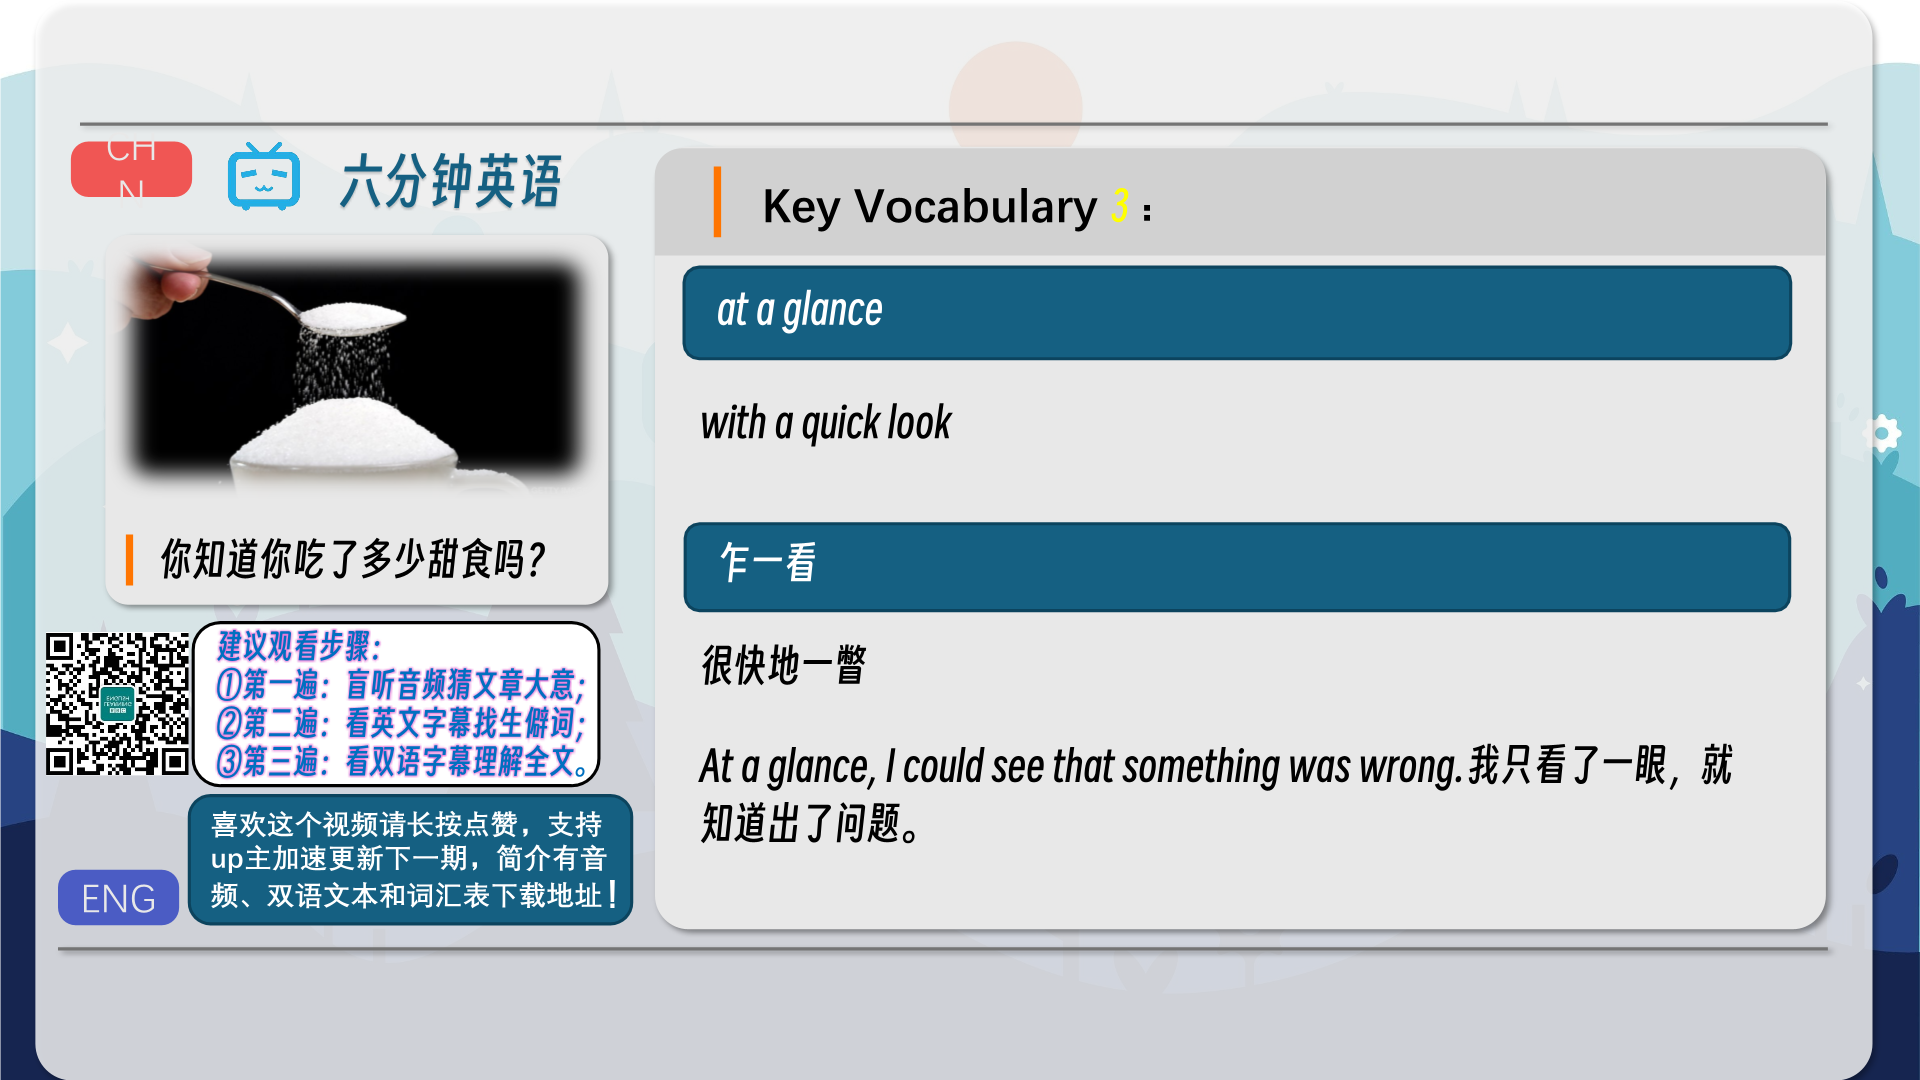 CH
N
六分钟英语
你知道你吃了多少甜食吗?
建议观看步骤:
①第一遍: 盲听音频猜文章大意;
②第二遍: 看英文字幕找生僻词;
③第三遍: 看双语字幕理解全文。
喜欢这个视频请长按点赞，支持
up主加速更新下一期，简介有音
频、双语文本和词汇表下载地址!
ENG
Key Vocabulary 3：
at a glance
with a quick look
乍一看
很快地一瞥
At a glance, I could see that something was wrong.我只看了一眼，就
知道出了问题。